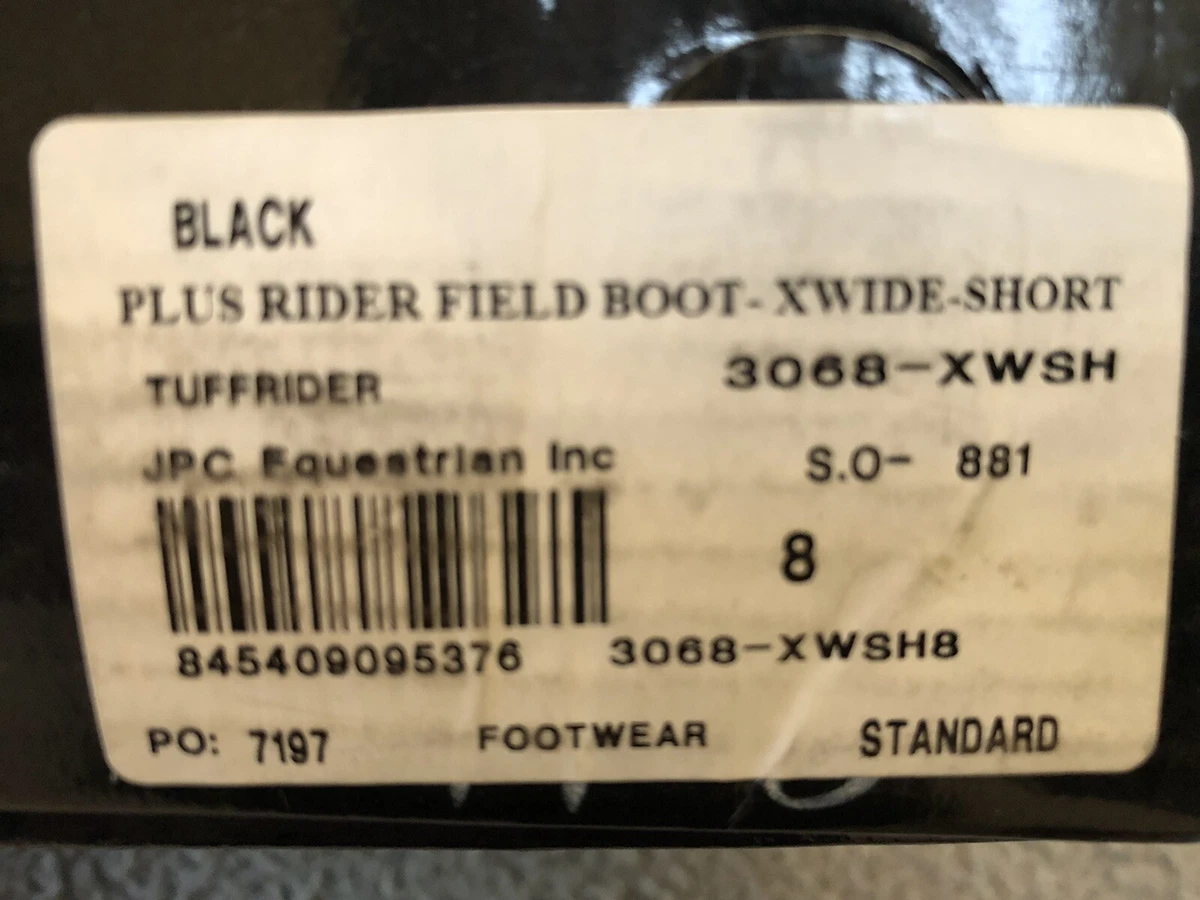 BLACK
PLUS RIDER FIELD BOOT- XWIDE-SHORT
TUFFRIDER 3068-XWSH
JPC Equestrian Inc S.O- 881
8
845409095376 3068-XWSH8
PO: 7197 FOOTWEAR STANDARD